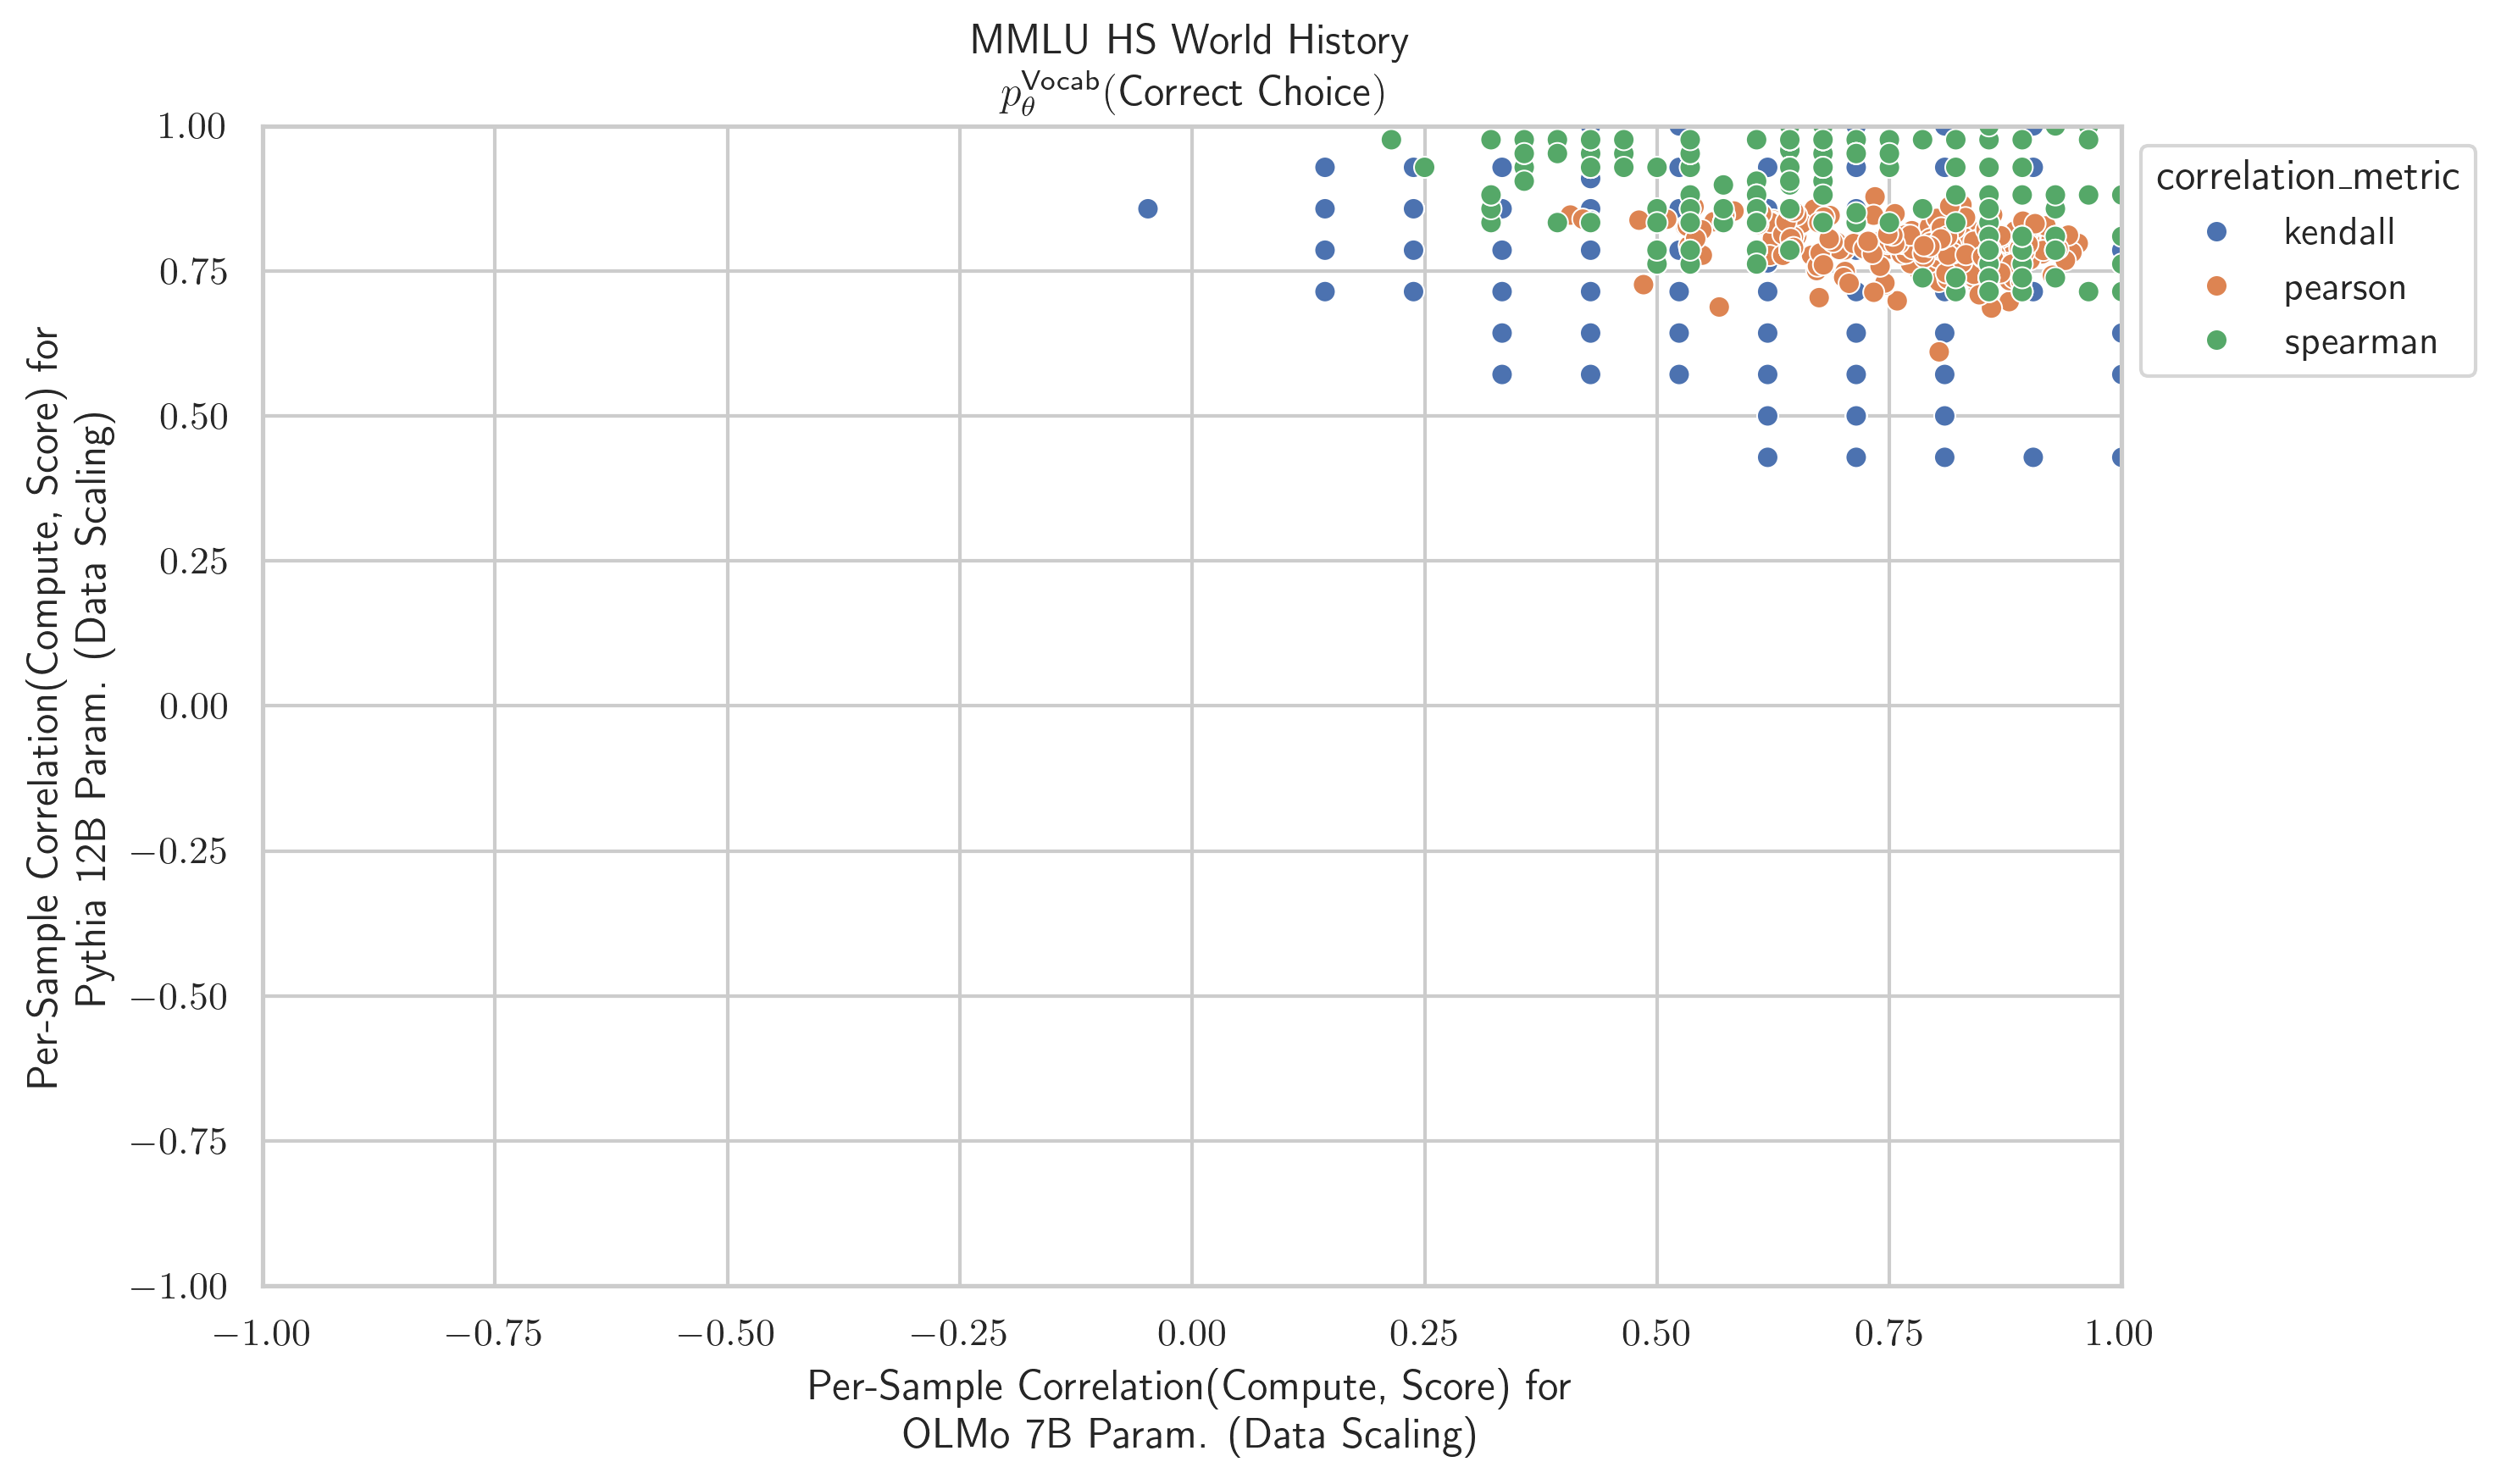 MMLU HS World History
p_θ^Vocab(Correct Choice)
1.00
0.75
0.50
0.25
0.00
−0.25
−0.50
−0.75
−1.00
Per-Sample Correlation(Compute, Score) for
Pythia 12B Param. (Data Scaling)
correlation_metric
kendall
pearson
spearman
−1.00 −0.75 −0.50 −0.25 0.00 0.25 0.50 0.75 1.00
Per-Sample Correlation(Compute, Score) for
OLMo 7B Param. (Data Scaling)